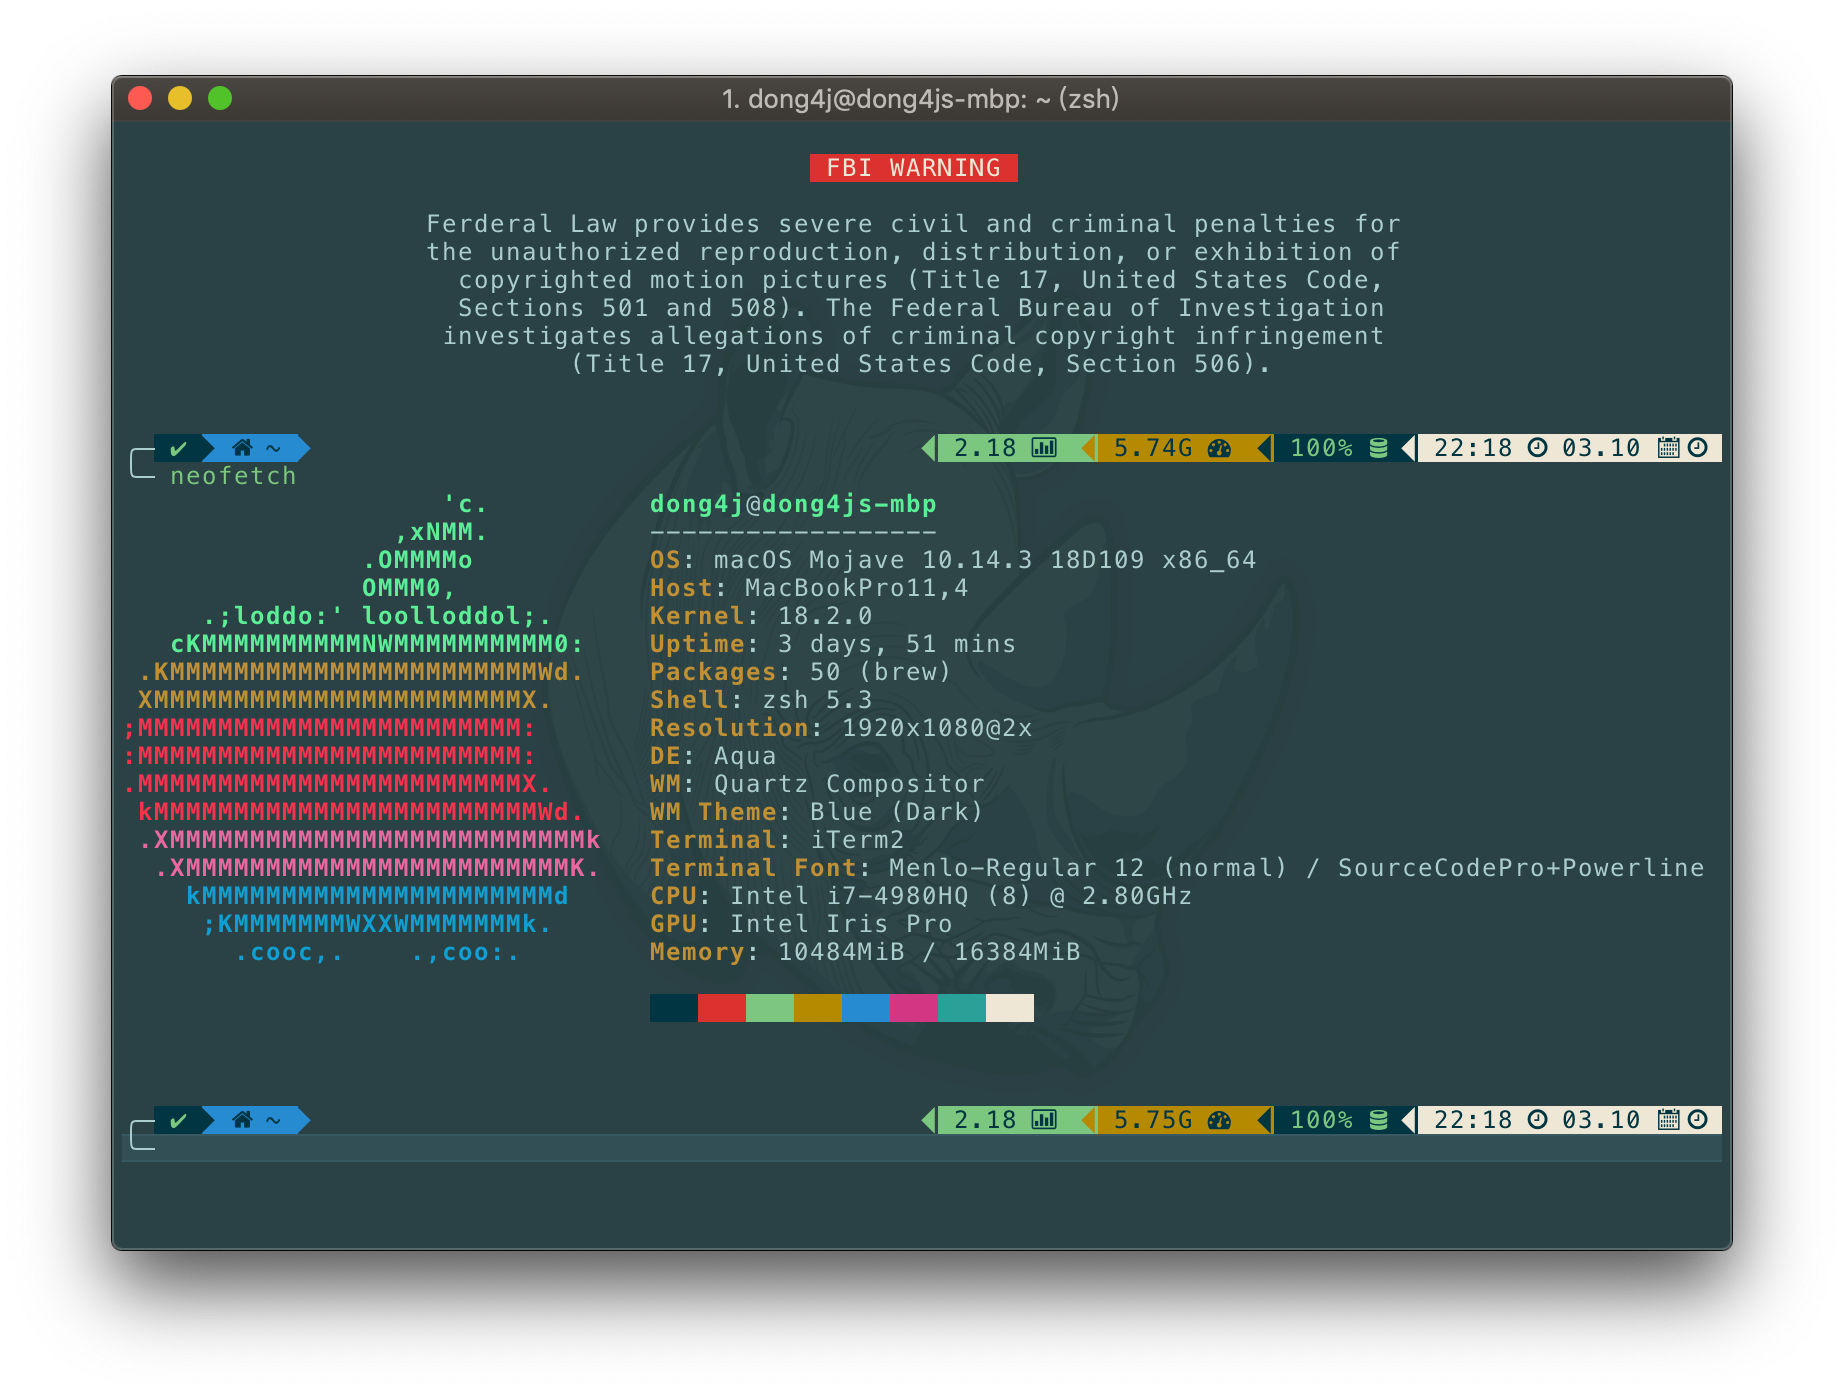 1. dong4j@dong4js-mbp: ~ (zsh)
FBI WARNING
Ferderal Law provides severe civil and criminal penalties for
the unauthorized reproduction, distribution, or exhibition of
copyrighted motion pictures (Title 17, United States Code,
Sections 501 and 508). The Federal Bureau of Investigation
investigates allegations of criminal copyright infringement
(Title 17, United States Code, Section 506).
✔ ~ 2.18 5.74G 100% 22:18 03.10
neofetch
'c. dong4j@dong4js-mbp
,xNMM. ------------------
.OMMMMo OS: macOS Mojave 10.14.3 18D109 x86_64
OMMM0, Host: MacBookPro11,4
.;loddo:' loolloddol;. Kernel: 18.2.0
cKMMMMMMMMMMNWMMMMMMMMMM0: Uptime: 3 days, 51 mins
.KMMMMMMMMMMMMMMMMMMMMMMMWd. Packages: 50 (brew)
XMMMMMMMMMMMMMMMMMMMMMMMX. Shell: zsh 5.3
;MMMMMMMMMMMMMMMMMMMMMMMM: Resolution: 1920x1080@2x
:MMMMMMMMMMMMMMMMMMMMMMMM: DE: Aqua
.MMMMMMMMMMMMMMMMMMMMMMMMX. WM: Quartz Compositor
kMMMMMMMMMMMMMMMMMMMMMMMMWd. WM Theme: Blue (Dark)
.XMMMMMMMMMMMMMMMMMMMMMMMMMMk Terminal: iTerm2
.XMMMMMMMMMMMMMMMMMMMMMMMMK. Terminal Font: Menlo-Regular 12 (normal) / SourceCodePro+Powerline
kMMMMMMMMMMMMMMMMMMMMMMd CPU: Intel i7-4980HQ (8) @ 2.80GHz
;KMMMMMMMWXXWMMMMMMMk. GPU: Intel Iris Pro
.cooc,. .,coo:. Memory: 10484MiB / 16384MiB
✔ ~ 2.18 5.75G 100% 22:18 03.10